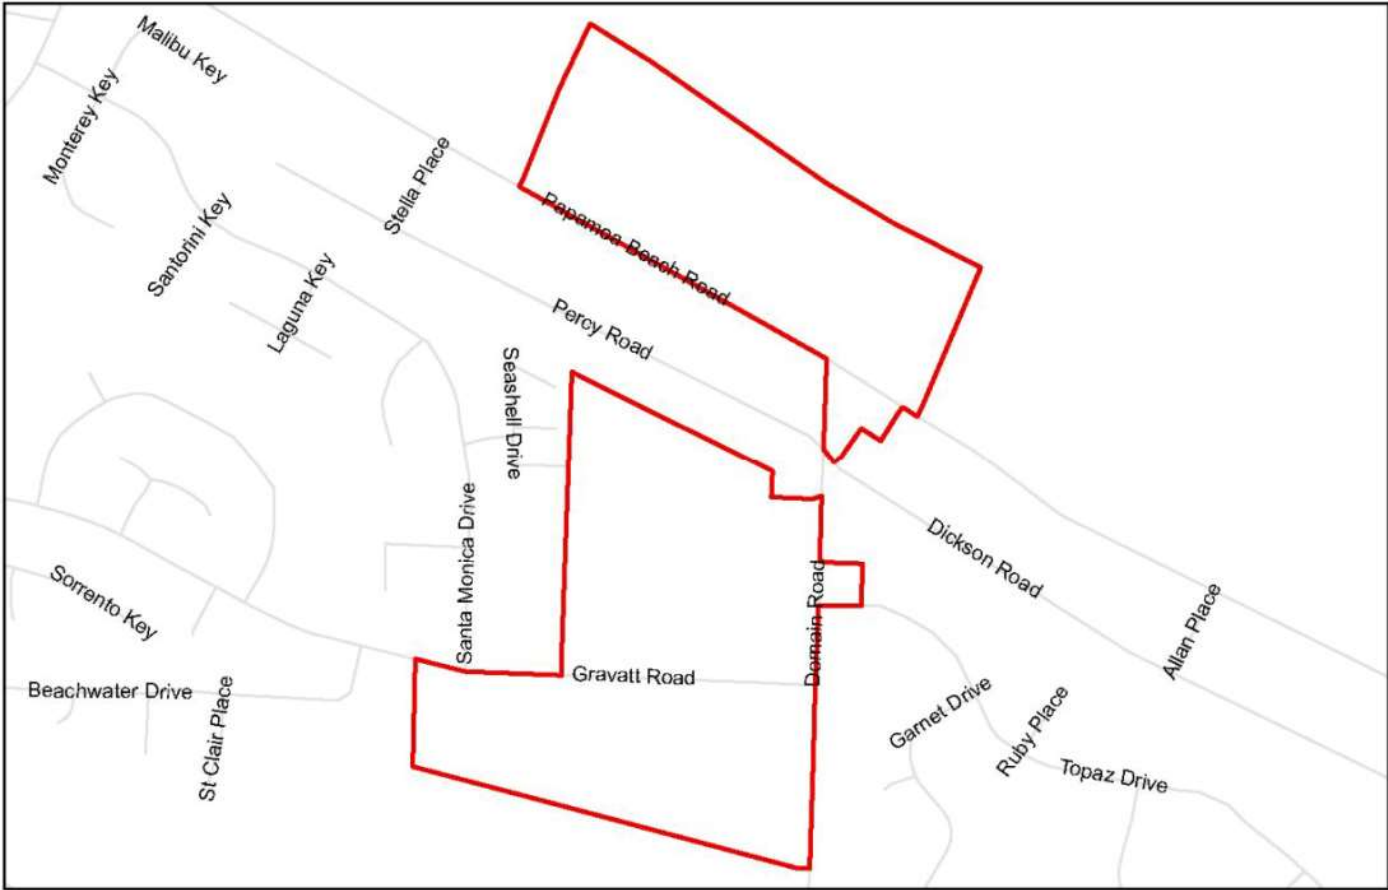 Malibu Key
Monterey Key
Stella Place
Santorini Key
Papamoa Beach Road
Laguna Key
Percy Road
Seashell Drive
Santa Monica Drive
Dickson Road
Sorrento Key
Domain Road
Allan Place
Gravatt Road
Beachwater Drive
St Clair Place
Garnet Drive
Ruby Place
Topaz Drive